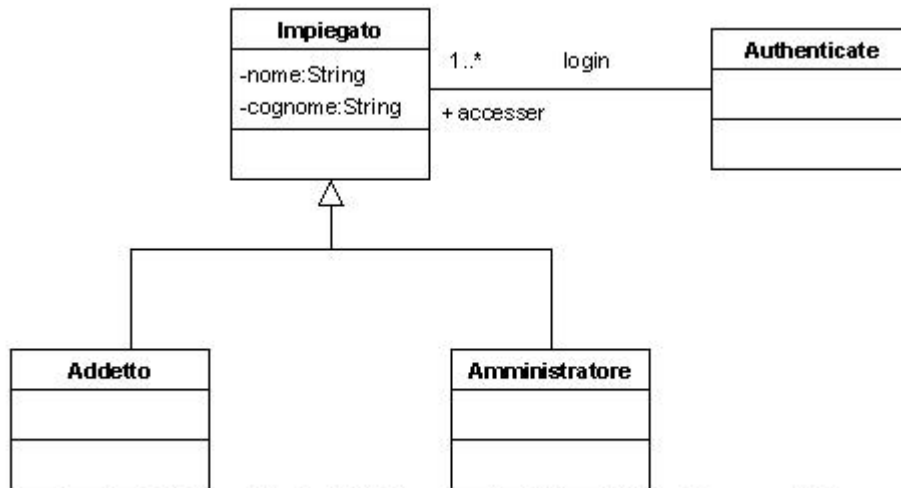 Impiegato
-nome:String
-cognome:String
1..*
login
+ accesser
Authenticate
Addetto
Amministratore